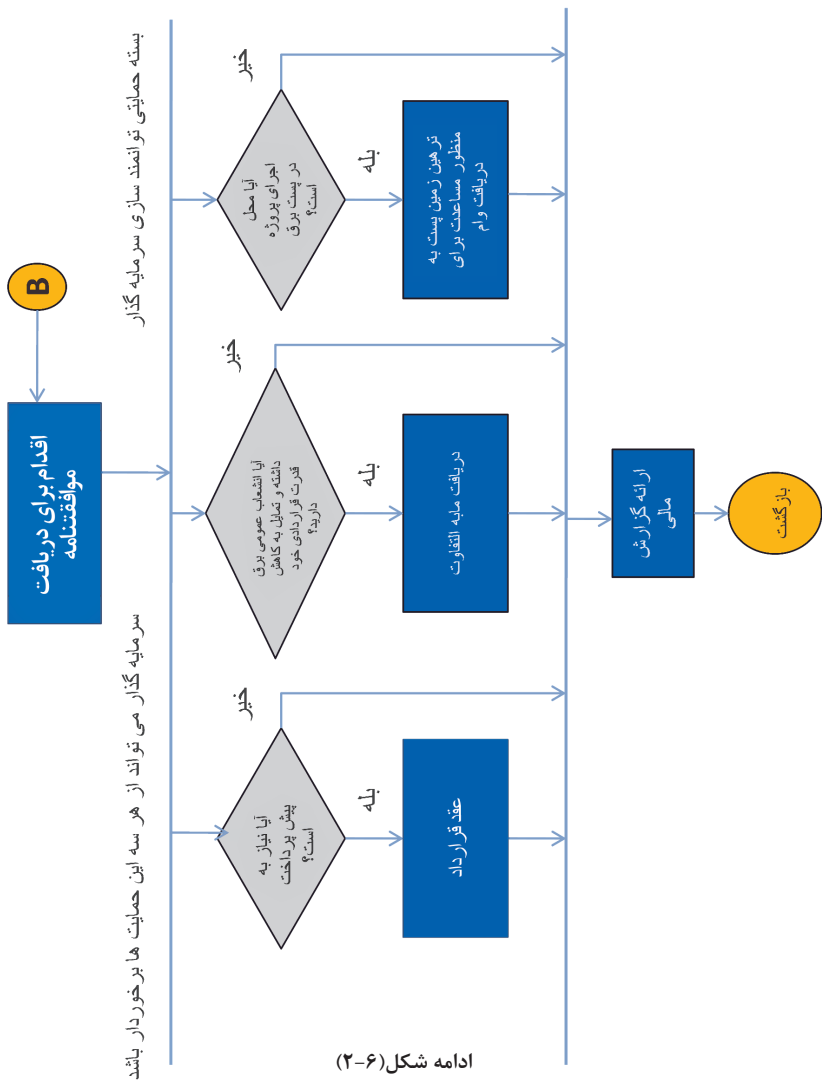 B
اقدام برای دریافت
موافقتنامه
بسته حمایتی توانمند سازی سرمایه گذار
سرمایه گذار می تواند از هر سه این حمایت ها برخوردار باشد
آیا محل
اجرای پروژه
در پست برق
است؟
خیر
بله
ترهین زمین پست به
منظور مساعدت برای
دریافت وام
آیا انشعاب عمومی برق
داشته و تمایل به کاهش
قدرت قراردادی خود
دارید؟
خیر
بله
دریافت مابه التفاوت
آیا نیاز به
پیش پرداخت
است؟
خیر
بله
عقد قرارداد
ارائه گزارش
مالی
بازگشت
ادامه شکل(۶-۲)